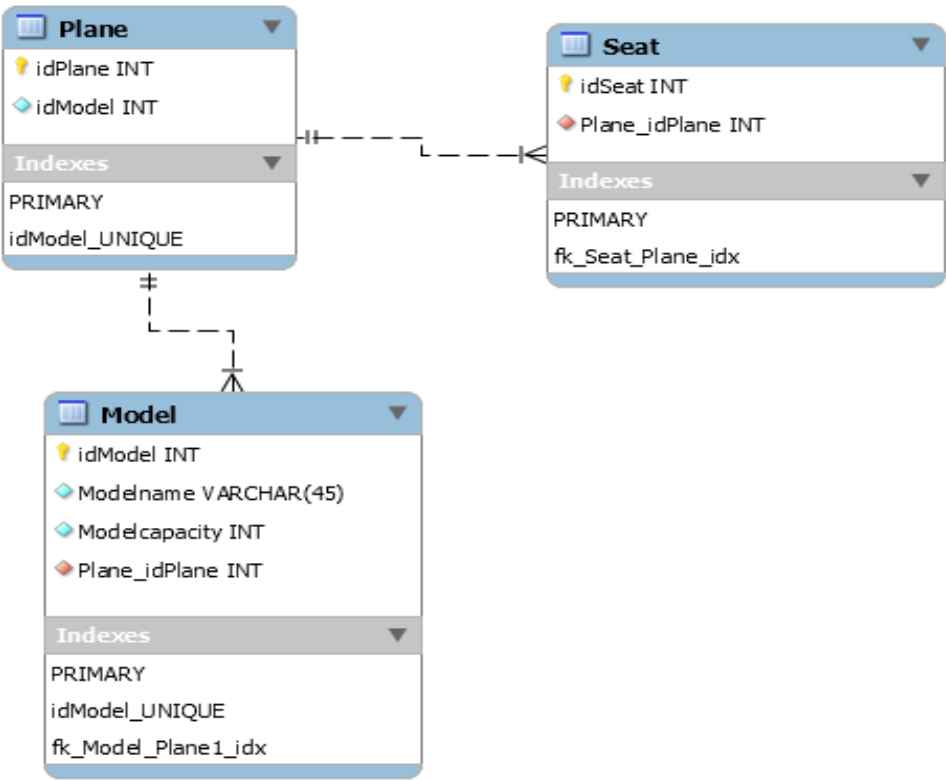 Plane
idPlane INT
idModel INT
Indexes
PRIMARY
idModel_UNIQUE
Seat
idSeat INT
Plane_idPlane INT
Indexes
PRIMARY
fk_Seat_Plane_idx
Model
idModel INT
Modelname VARCHAR(45)
Modelcapacity INT
Plane_idPlane INT
Indexes
PRIMARY
idModel_UNIQUE
fk_Model_Plane1_idx